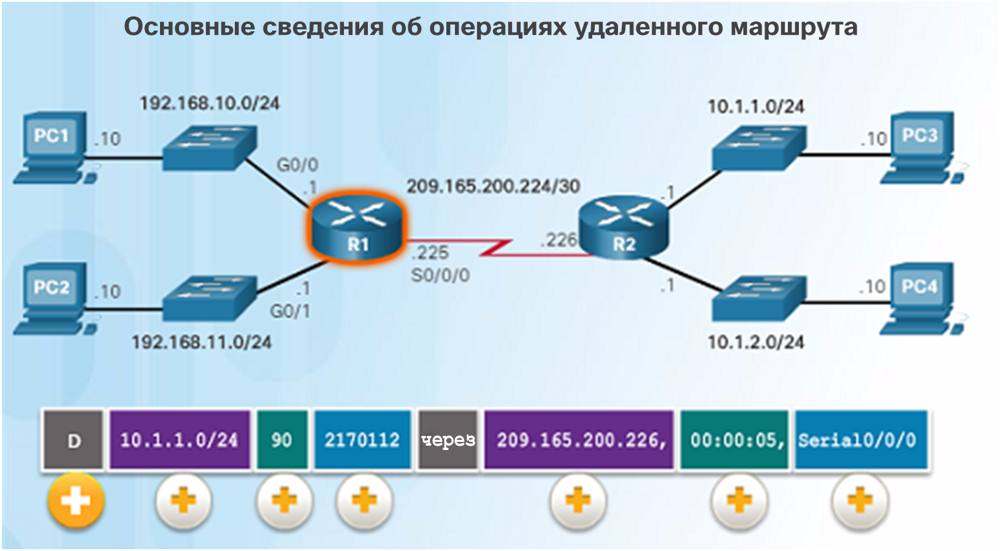 Основные сведения об операциях удаленного маршрута
192.168.10.0/24
10.1.1.0/24
PC1
.10
.10
PC3
G0/0
.1
209.165.200.224/30
.1
R1
.226
R2
.225
S0/0/0
PC2
.10
.1
.1
.10
PC4
G0/1
192.168.11.0/24
10.1.2.0/24
D 10.1.1.0/24 90 2170112 через 209.165.200.226, 00:00:05, Serial0/0/0